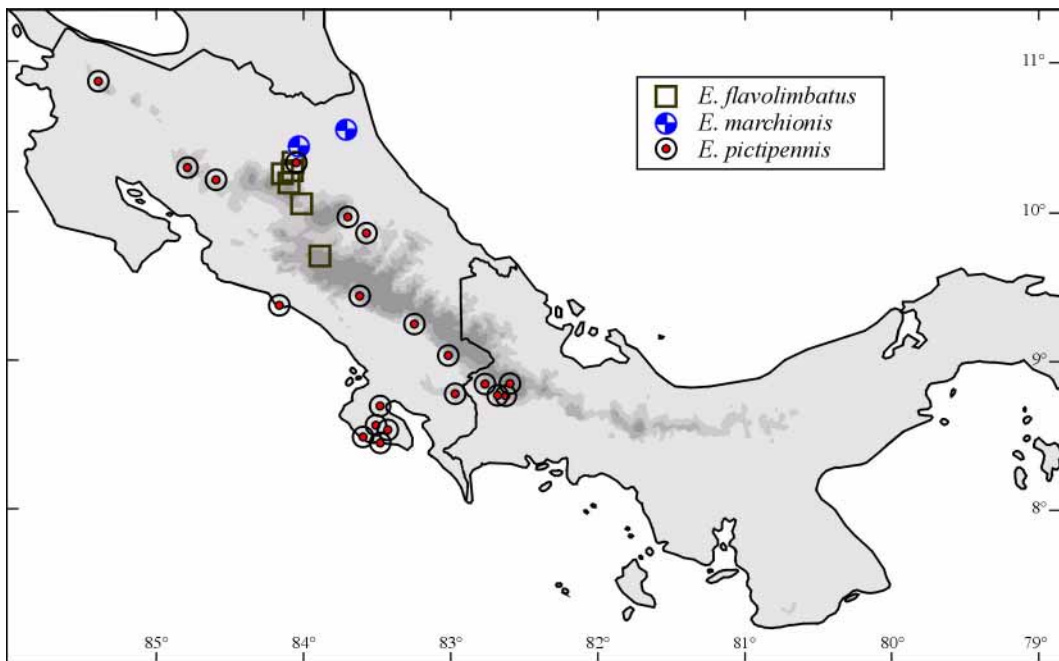 11°
E. flavolimbatus
E. marchionis
E. pictipennis
10°
9°
8°
85° 84° 83° 82° 81° 80° 79°